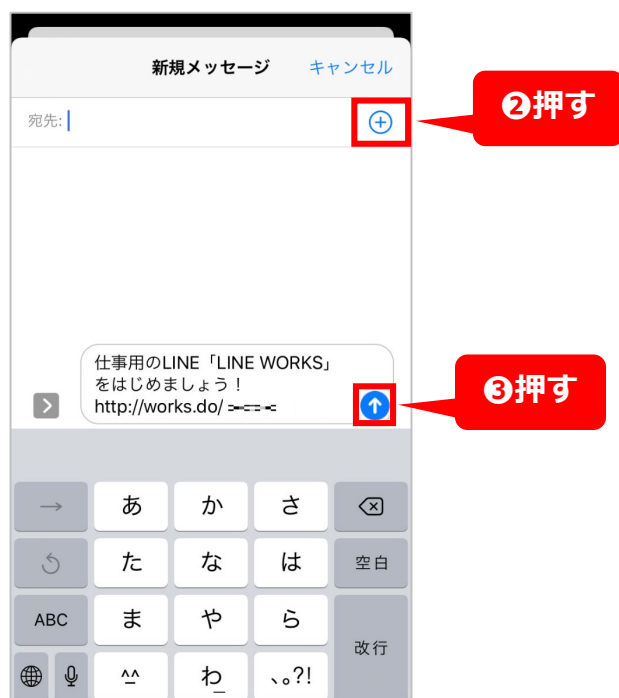 新規メッセージ キャンセル
宛先:
❷押す
仕事用のLINE「LINE WORKS」
をはじめましょう！
http://works.do/
❸押す
→ あ か さ
た な は 空白
ABC ま や ら
改行
^^ わ_ 、。?!